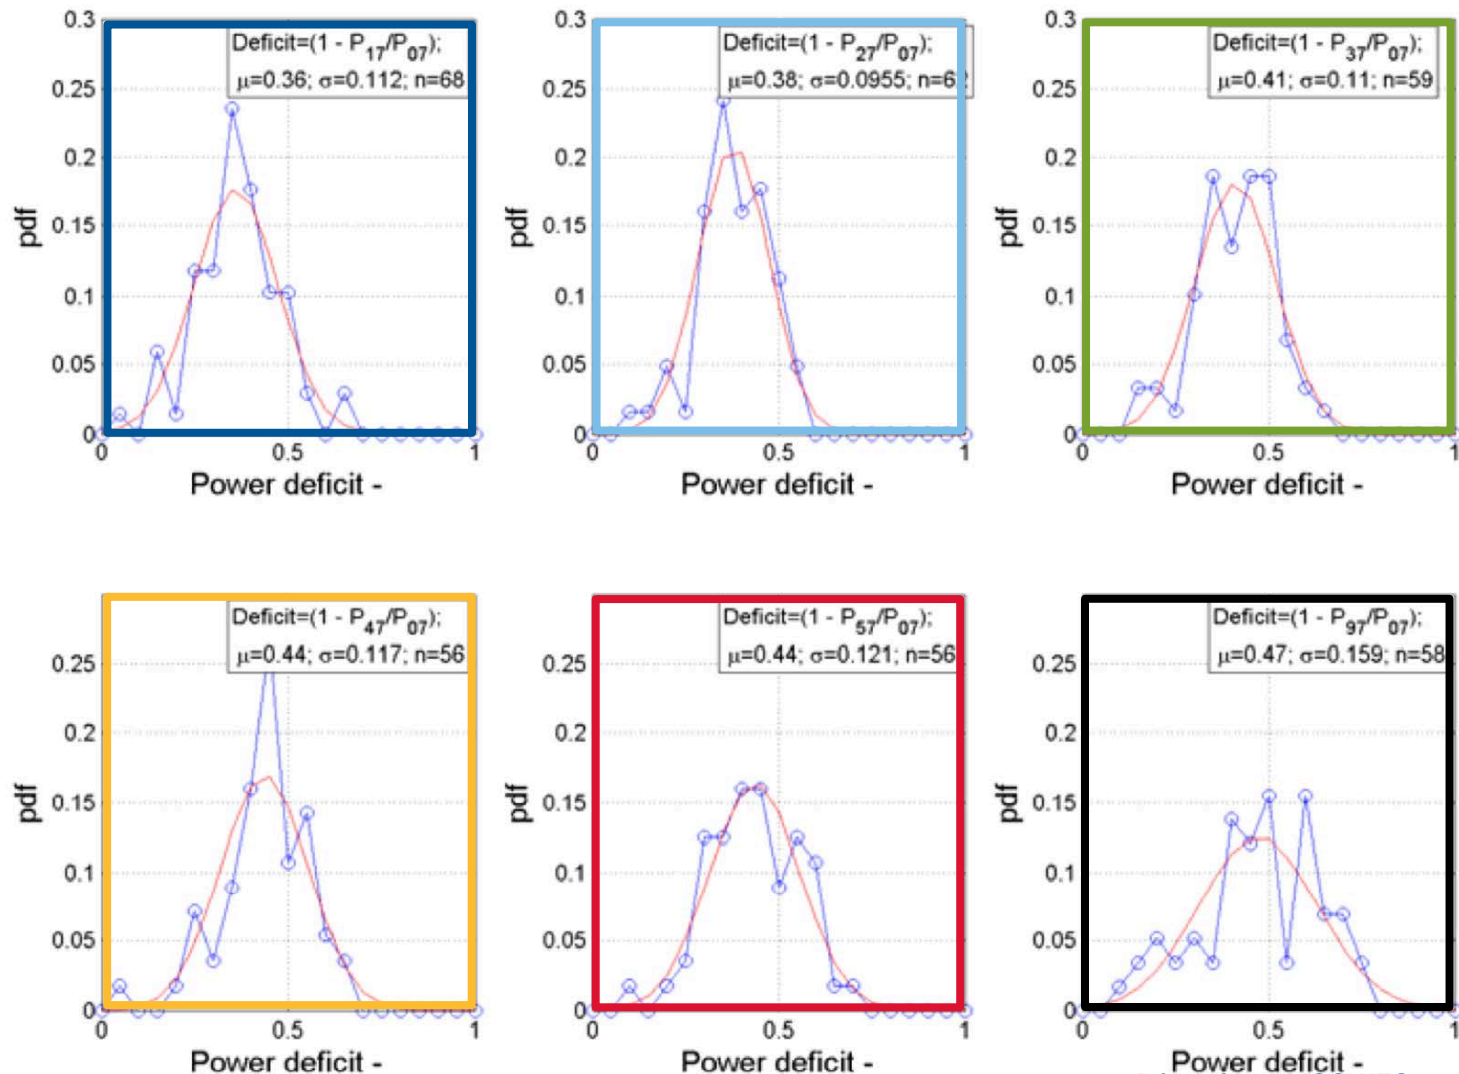 0.3
0.25
0.2
0.15
0.1
0.05
0
pdf
Deficit=(1 - P17/P07);
μ=0.36; σ=0.112; n=68
0 0.5 1
Power deficit -
0.3
0.25
0.2
0.15
0.1
0.05
0
pdf
Deficit=(1 - P27/P07);
μ=0.38; σ=0.0955; n=62
0 0.5 1
Power deficit -
0.3
0.25
0.2
0.15
0.1
0.05
0
pdf
Deficit=(1 - P37/P07);
μ=0.41; σ=0.11; n=59
0 0.5 1
Power deficit -
0.25
0.2
0.15
0.1
0.05
0
pdf
Deficit=(1 - P47/P07);
μ=0.44; σ=0.117; n=56
0 0.5 1
Power deficit -
0.25
0.2
0.15
0.1
0.05
0
pdf
Deficit=(1 - P57/P07);
μ=0.44; σ=0.121; n=56
0 0.5 1
Power deficit -
0.25
0.2
0.15
0.1
0.05
0
pdf
Deficit=(1 - P97/P07);
μ=0.47; σ=0.159; n=58
0 0.5 1
Power deficit -